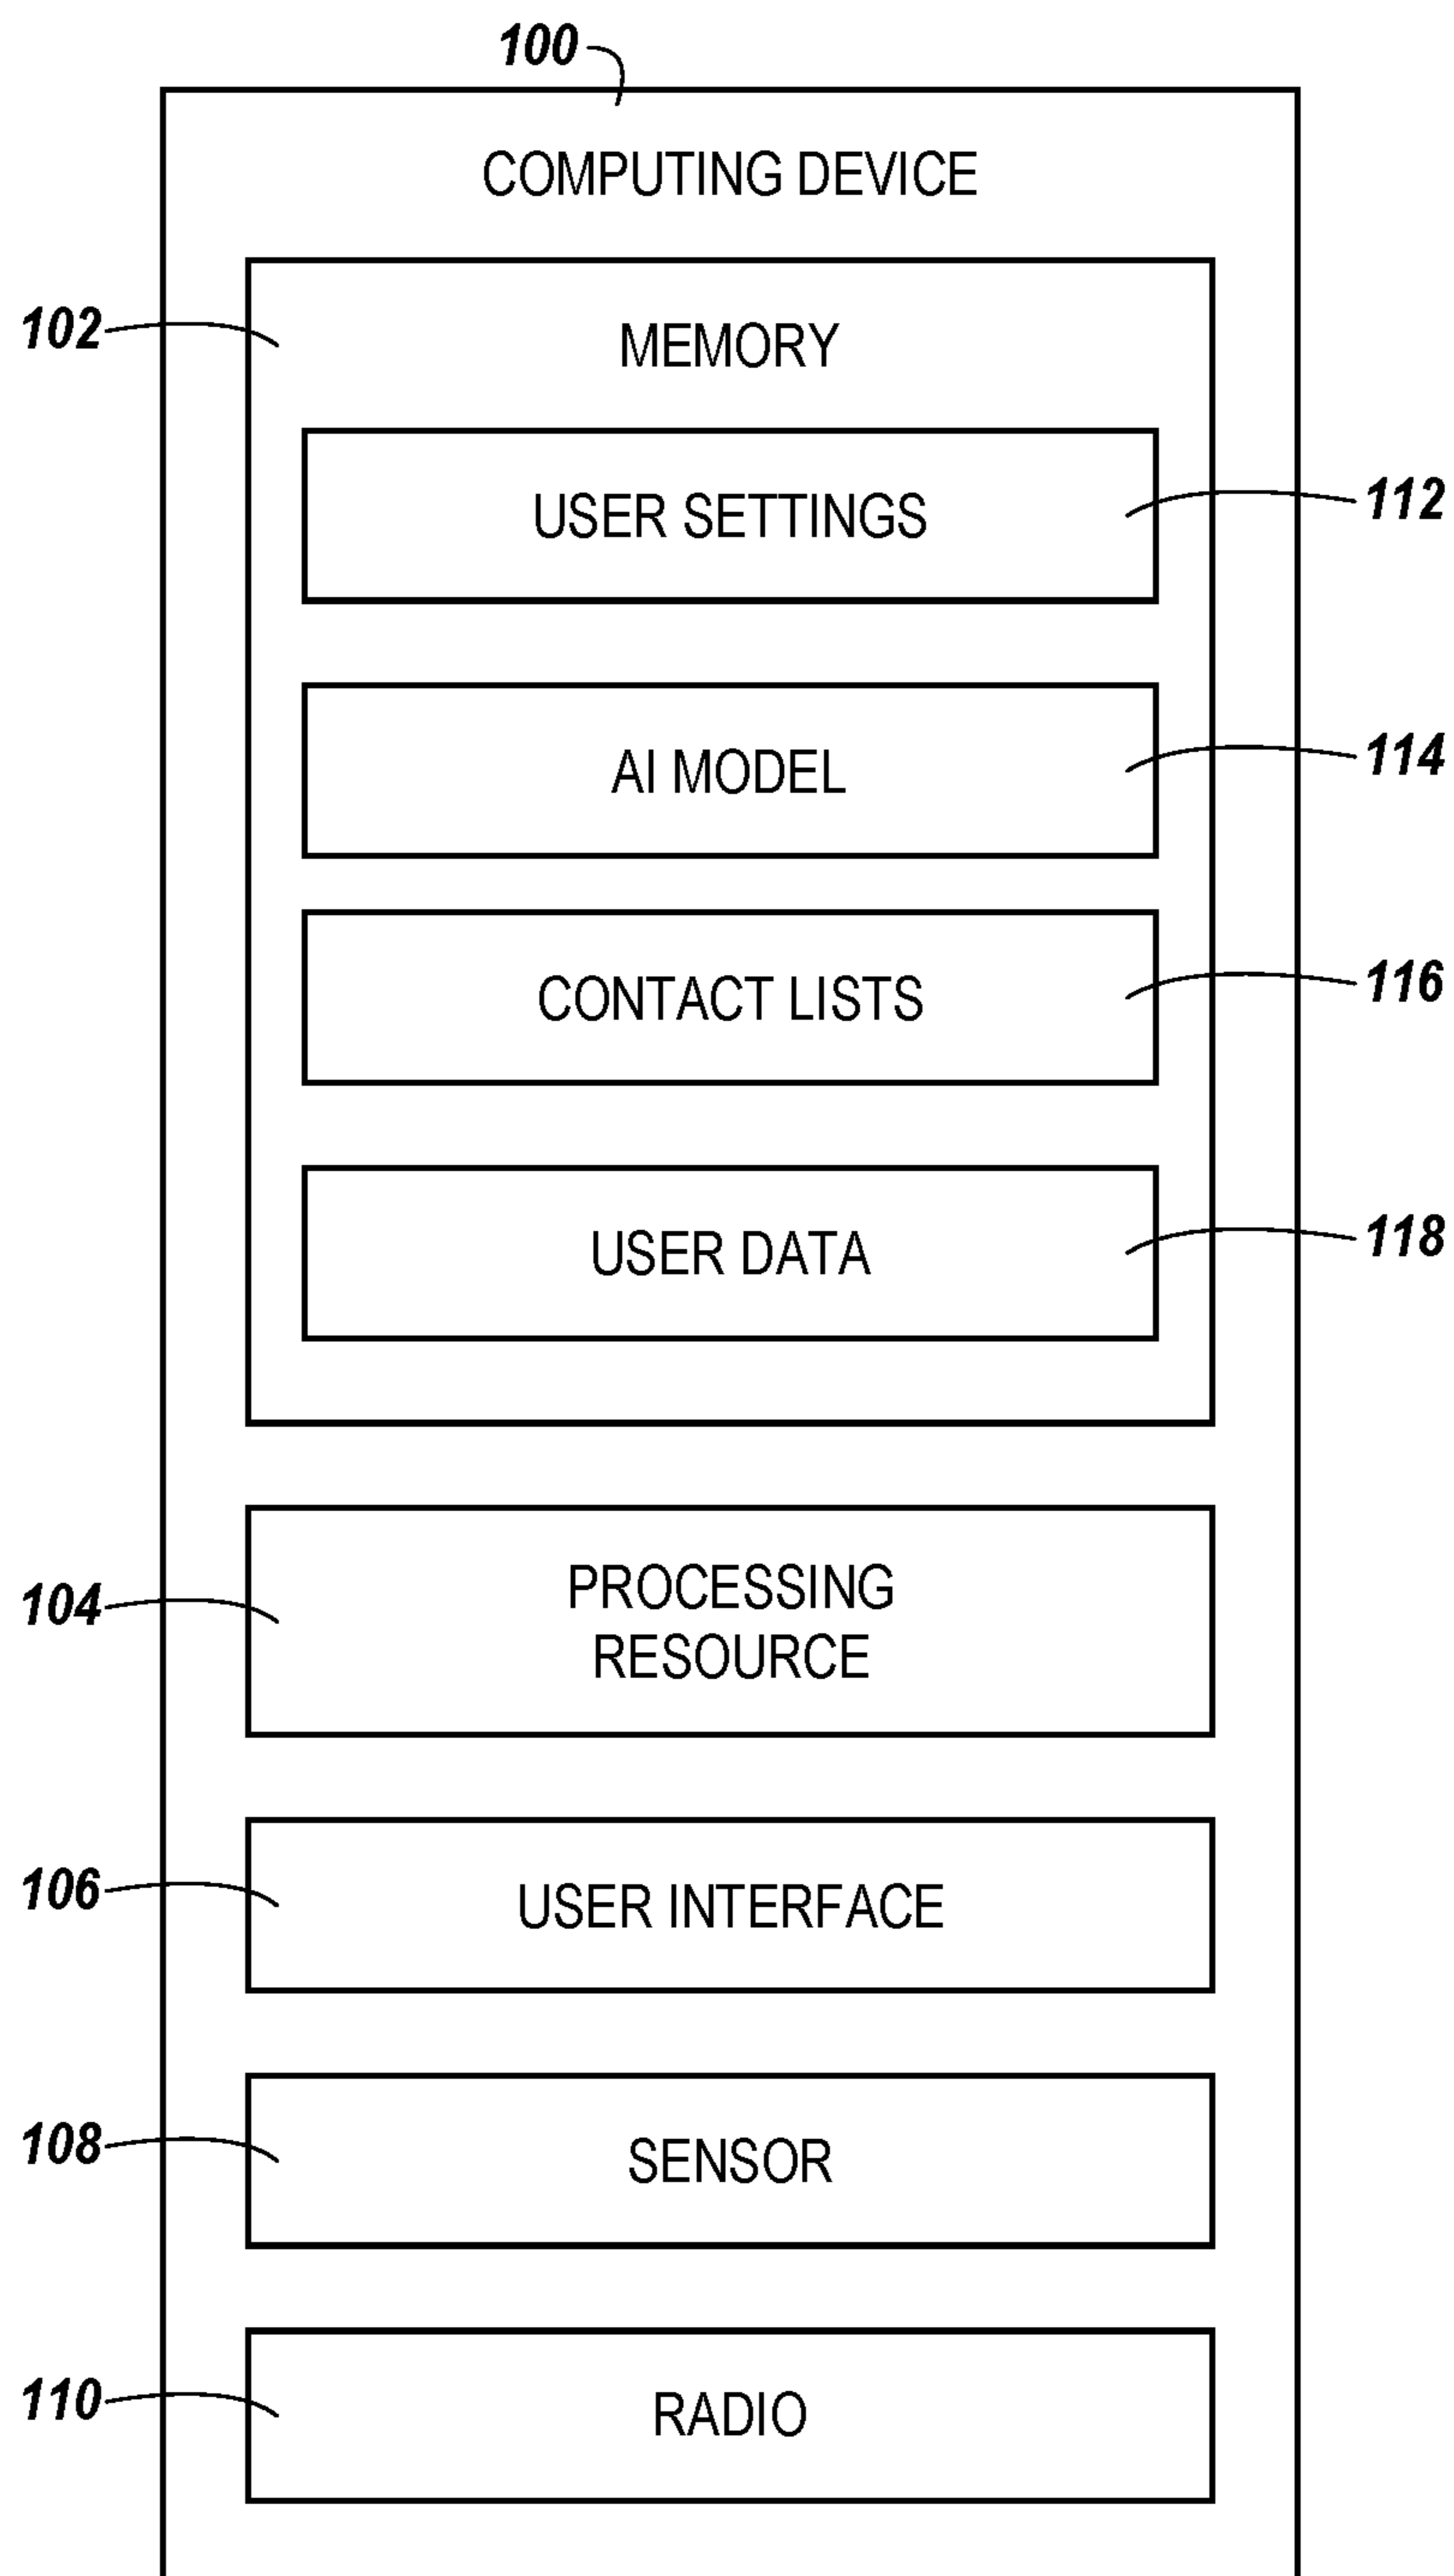 100
COMPUTING DEVICE
102
MEMORY
USER SETTINGS
112
AI MODEL
114
CONTACT LISTS
116
USER DATA
118
104
PROCESSING
RESOURCE
106
USER INTERFACE
108
SENSOR
110
RADIO